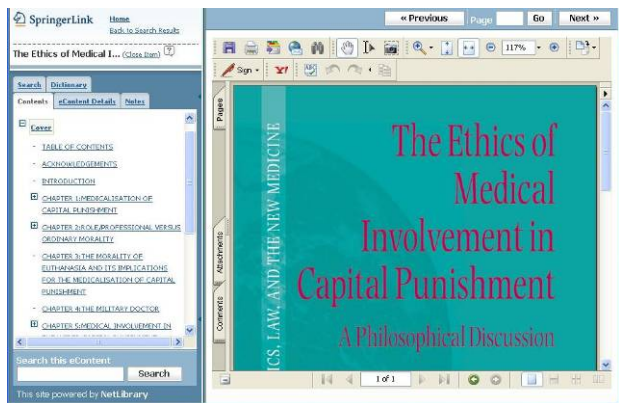 SpringerLink
Home
Back to Search Results
The Ethics of Medical I... (Close Item) ?
Search Dictionary
Contents eContent Details Notes
Cover
- TABLE OF CONTENTS
- ACKNOWLEDGEMENTS
- INTRODUCTION
CHAPTER 1:MEDICALISATION OF
CAPITAL PUNISHMENT
CHAPTER 2:ROLE/PROFESSIONAL VERSUS
ORDINARY MORALITY
- CHAPTER 3:THE MORALITY OF
EUTHANASIA AND ITS IMPLICATIONS
FOR THE MEDICALISATION OF CAPITAL
PUNISHMENT
- CHAPTER 4:THE MILITARY DOCTOR
CHAPTER 5:MEDICAL INVOLVEMENT IN
Search this eContent
Search
This site powered by NetLibrary
« Previous Page Go Next »
117%
Sign
Y!
Pages
Attachments
Comments
ICS, LAW, AND THE NEW MEDICINE
The Ethics of
Medical
Involvement in
Capital Punishment
A Philosophical Discussion
1 of 1